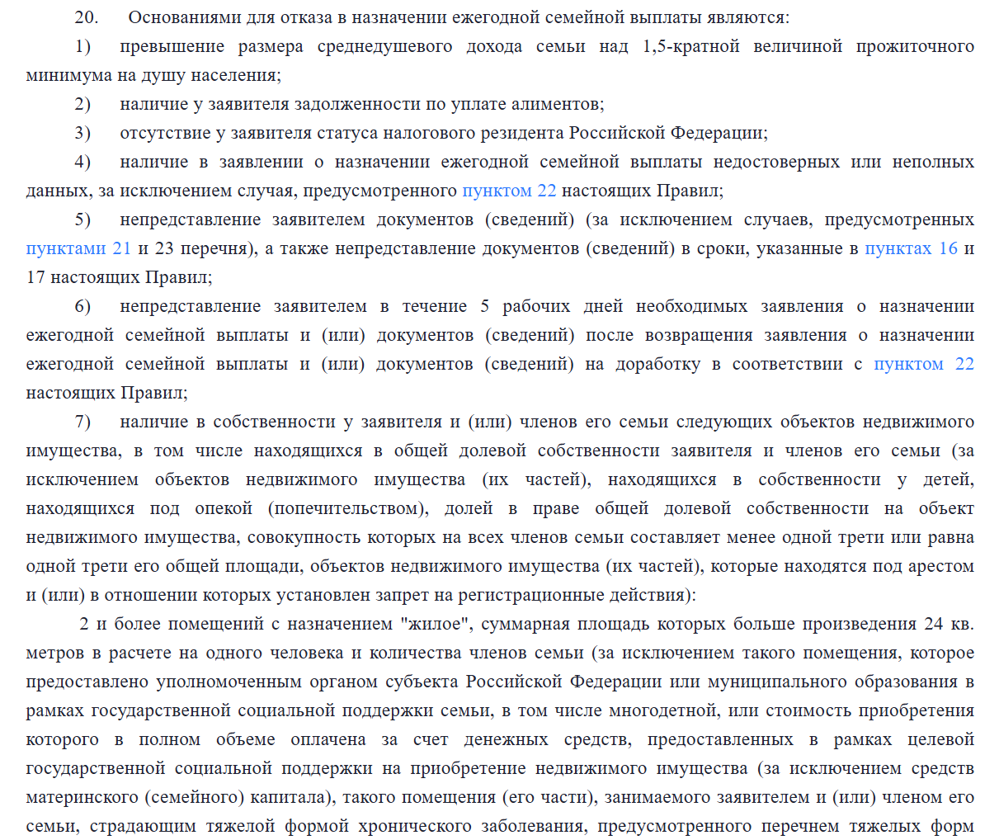 20. Основаниями для отказа в назначении ежегодной семейной выплаты являются:
1) превышение размера среднедушевого дохода семьи над 1,5-кратной величиной прожиточного
минимума на душу населения;
2) наличие у заявителя задолженности по уплате алиментов;
3) отсутствие у заявителя статуса налогового резидента Российской Федерации;
4) наличие в заявлении о назначении ежегодной семейной выплаты недостоверных или неполных
данных, за исключением случая, предусмотренного пунктом 22 настоящих Правил;
5) непредставление заявителем документов (сведений) (за исключением случаев, предусмотренных
пунктами 21 и 23 перечня), а также непредставление документов (сведений) в сроки, указанные в пунктах 16 и
17 настоящих Правил;
6) непредставление заявителем в течение 5 рабочих дней необходимых заявления о назначении
ежегодной семейной выплаты и (или) документов (сведений) после возвращения заявления о назначении
ежегодной семейной выплаты и (или) документов (сведений) на доработку в соответствии с пунктом 22
настоящих Правил;
7) наличие в собственности у заявителя и (или) членов его семьи следующих объектов недвижимого
имущества, в том числе находящихся в общей долевой собственности заявителя и членов его семьи (за
исключением объектов недвижимого имущества (их частей), находящихся в собственности у детей,
находящихся под опекой (попечительством), долей в праве общей долевой собственности на объект
недвижимого имущества, совокупность которых на всех членов семьи составляет менее одной трети или равна
одной трети его общей площади, объектов недвижимого имущества (их частей), которые находятся под арестом
и (или) в отношении которых установлен запрет на регистрационные действия):
2 и более помещений с назначением "жилое", суммарная площадь которых больше произведения 24 кв.
метров в расчете на одного человека и количества членов семьи (за исключением такого помещения, которое
предоставлено уполномоченным органом субъекта Российской Федерации или муниципального образования в
рамках государственной социальной поддержки семьи, в том числе многодетной, или стоимость приобретения
которого в полном объеме оплачена за счет денежных средств, предоставленных в рамках целевой
государственной социальной поддержки на приобретение недвижимого имущества (за исключением средств
материнского (семейного) капитала), такого помещения (его части), занимаемого заявителем и (или) членом его
семьи, страдающим тяжелой формой хронического заболевания, предусмотренного перечнем тяжелых форм